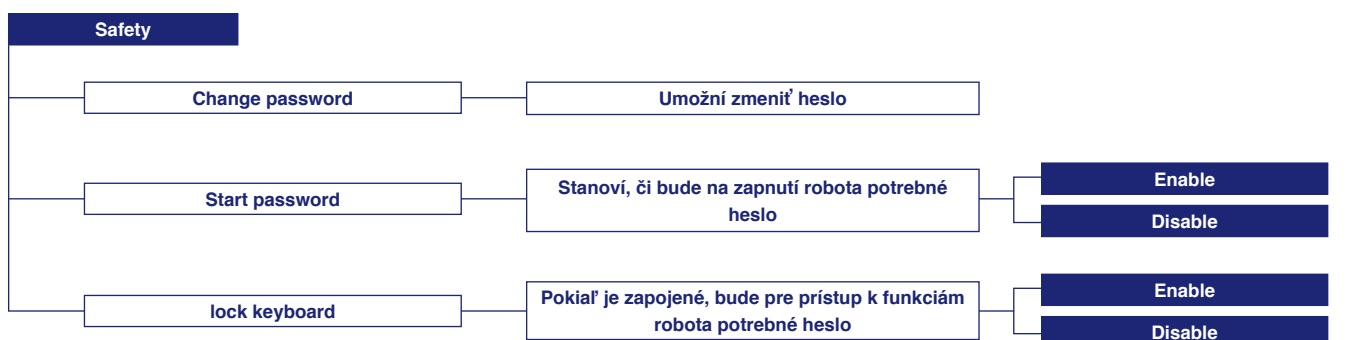 Safety
Change password
Umožní zmeniť heslo
Start password
Stanoví, či bude na zapnutí robota potrebné
heslo
Enable
Disable
lock keyboard
Pokiaľ je zapojené, bude pre prístup k funkciám
robota potrebné heslo
Enable
Disable